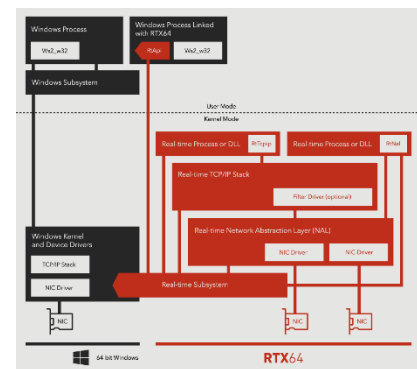 Windows Process
Ws2_w32
Windows Process Linked
with RTX64
RtApi
Ws2_w32
Windows Subsystem
User Mode
Kernel Mode
Real-time Process or DLL
RtTcpip
Real-time Process or DLL
RtNal
Real-time TCP/IP Stack
Filter Driver (optional)
Real-time Network Abstraction Layer (NAL)
NIC Driver
NIC Driver
Windows Kernel
and Device Drivers
TCP/IP Stack
NIC Driver
Real-time Subsystem
NIC
NIC
NIC
64-bit Windows
RTX64